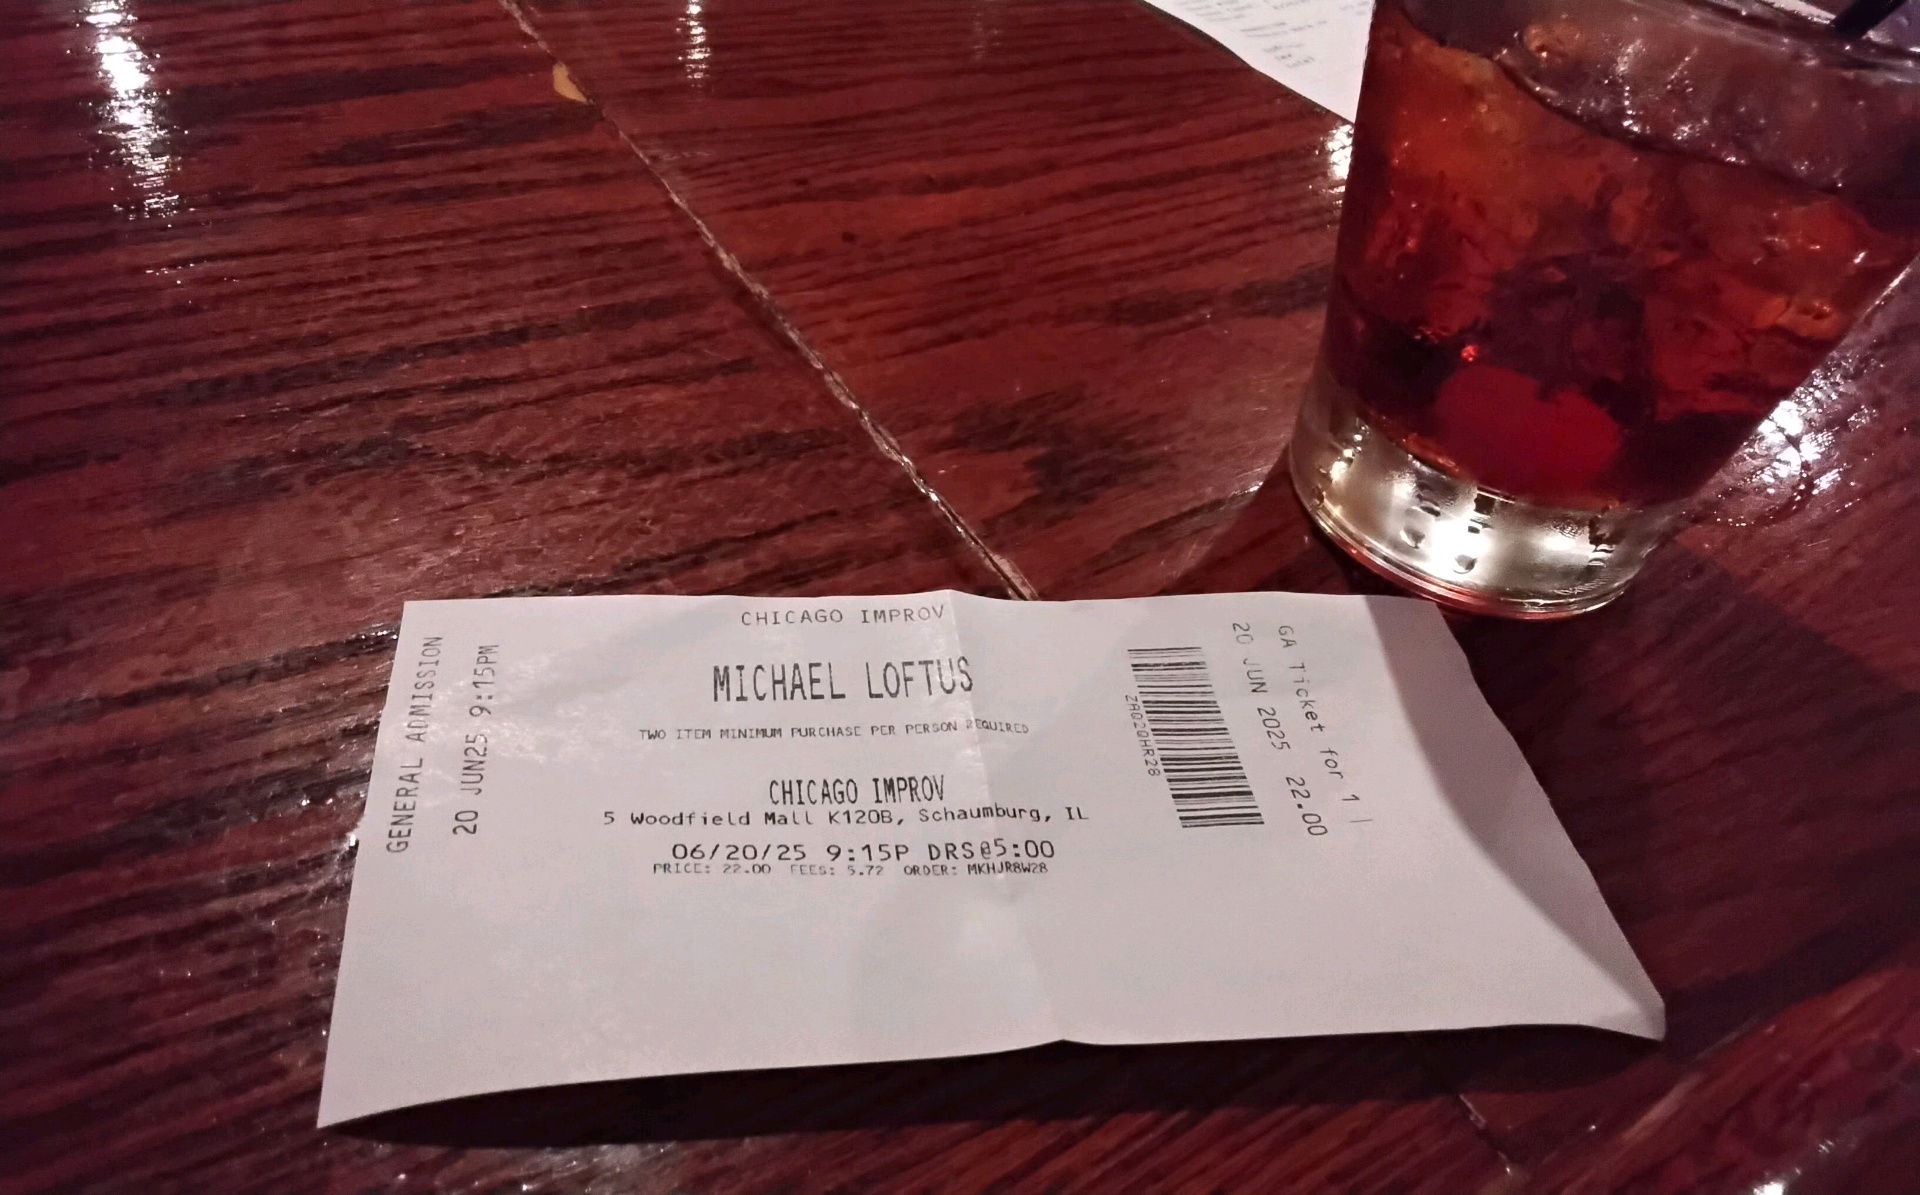 GENERAL ADMISSION
20 JUN25 9:15PM
CHICAGO IMPROV
MICHAEL LOFTUS
TWO ITEM MINIMUM PURCHASE PER PERSON REQUIRED
CHICAGO IMPROV
5 Woodfield Mall K120B, Schaumburg, IL
06/20/25 9:15P DRS@5:00
PRICE: 22.00 FEES: 5.72 ORDER: MKHJR8W28
ZA020HR28
20 JUN 2025 22.00
GA Ticket for 1